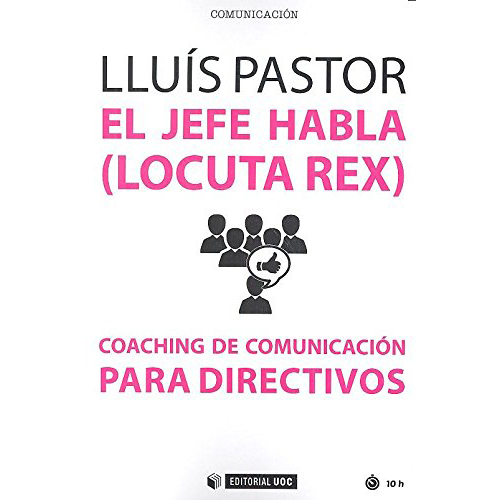 COMUNICACIÓN
LLUÍS PASTOR
EL JEFE HABLA
(LOCUTA REX)
COACHING DE COMUNICACIÓN
PARA DIRECTIVOS
EDITORIAL UOC
10 h